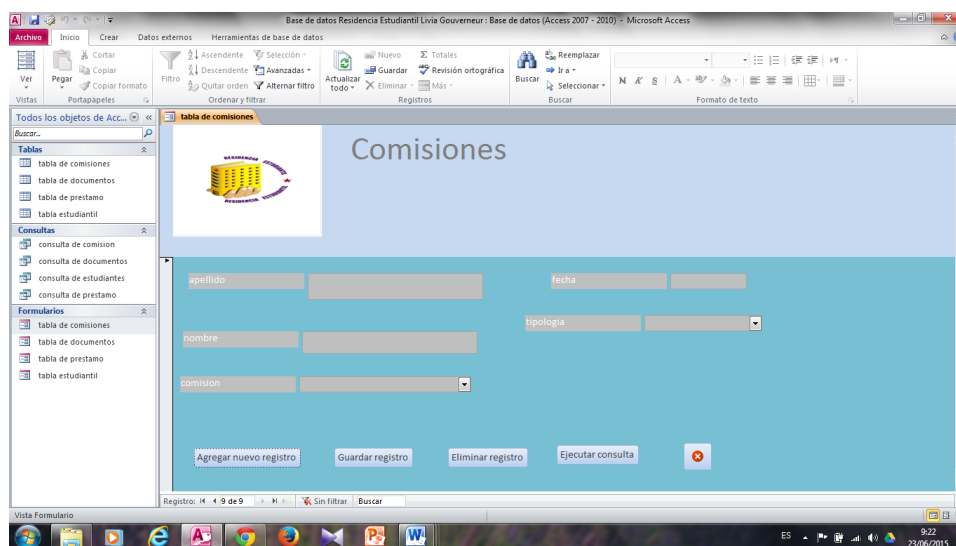 Base de datos Residencia Estudiantil Livia Gouverneur : Base de datos (Access 2007 - 2010) - Microsoft Access
Archivo Inicio Crear Datos externos Herramientas de base de datos
Ver
Vistas
Pegar
Cortar
Copiar
Copiar formato
Portapapeles
Filtro
Ascendente
Descendente
Quitar orden
Selección
Avanzadas
Alternar filtro
Ordenar y filtrar
Actualizar todo
Nuevo
Guardar
Eliminar
Totales
Revisión ortográfica
Más
Registros
Buscar
Reemplazar
Ir a
Seleccionar
Buscar
N K S A
Formato de texto
Todos los objetos de Acc...
Buscar...
Tablas
tabla de comisiones
tabla de documentos
tabla de prestamo
tabla estudiantil
Consultas
consulta de comision
consulta de documentos
consulta de estudiantes
consulta de prestamo
Formularios
tabla de comisiones
tabla de documentos
tabla de prestamo
tabla estudiantil
tabla de comisiones
RESIDENCIA
RESIDENCIA
Comisiones
apellido
fecha
tipologia
nombre
comision
Agregar nuevo registro
Guardar registro
Eliminar registro
Ejecutar consulta
Registro: 9 de 9 Sin filtrar Buscar
Vista Formulario
ES
9:22
23/06/2015